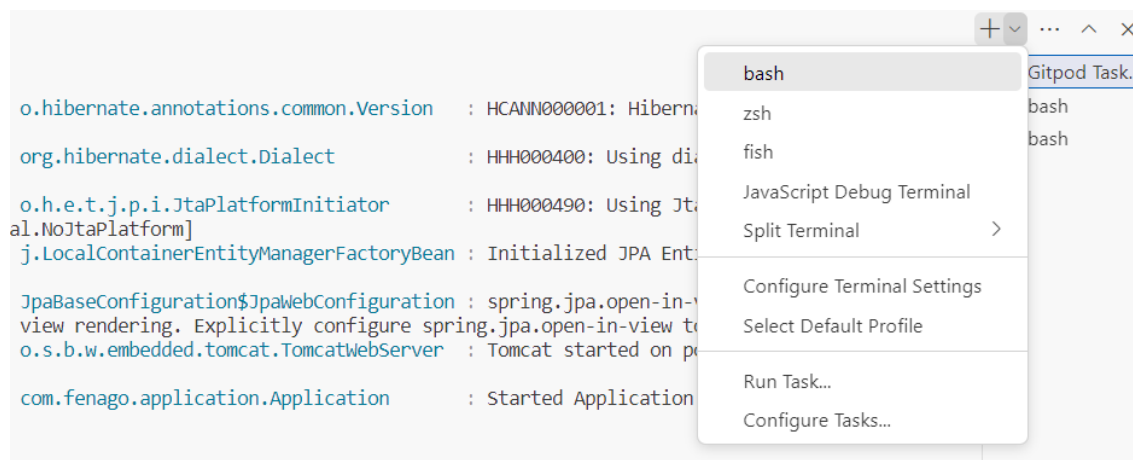 o.hibernate.annotations.common.Version : HCANN000001: Hiberna
org.hibernate.dialect.Dialect : HHH000400: Using dia
o.h.e.t.j.p.i.JtaPlatformInitiator : HHH000490: Using Jta
al.NoJtaPlatform]
j.LocalContainerEntityManagerFactoryBean : Initialized JPA Enti
JpaBaseConfiguration$JpaWebConfiguration : spring.jpa.open-in-v
view rendering. Explicitly configure spring.jpa.open-in-view to
o.s.b.w.embedded.tomcat.TomcatWebServer : Tomcat started on po
com.fenago.application.Application : Started Application
bash
zsh
fish
JavaScript Debug Terminal
Split Terminal
Configure Terminal Settings
Select Default Profile
Run Task...
Configure Tasks...
Gitpod Task.
bash
bash